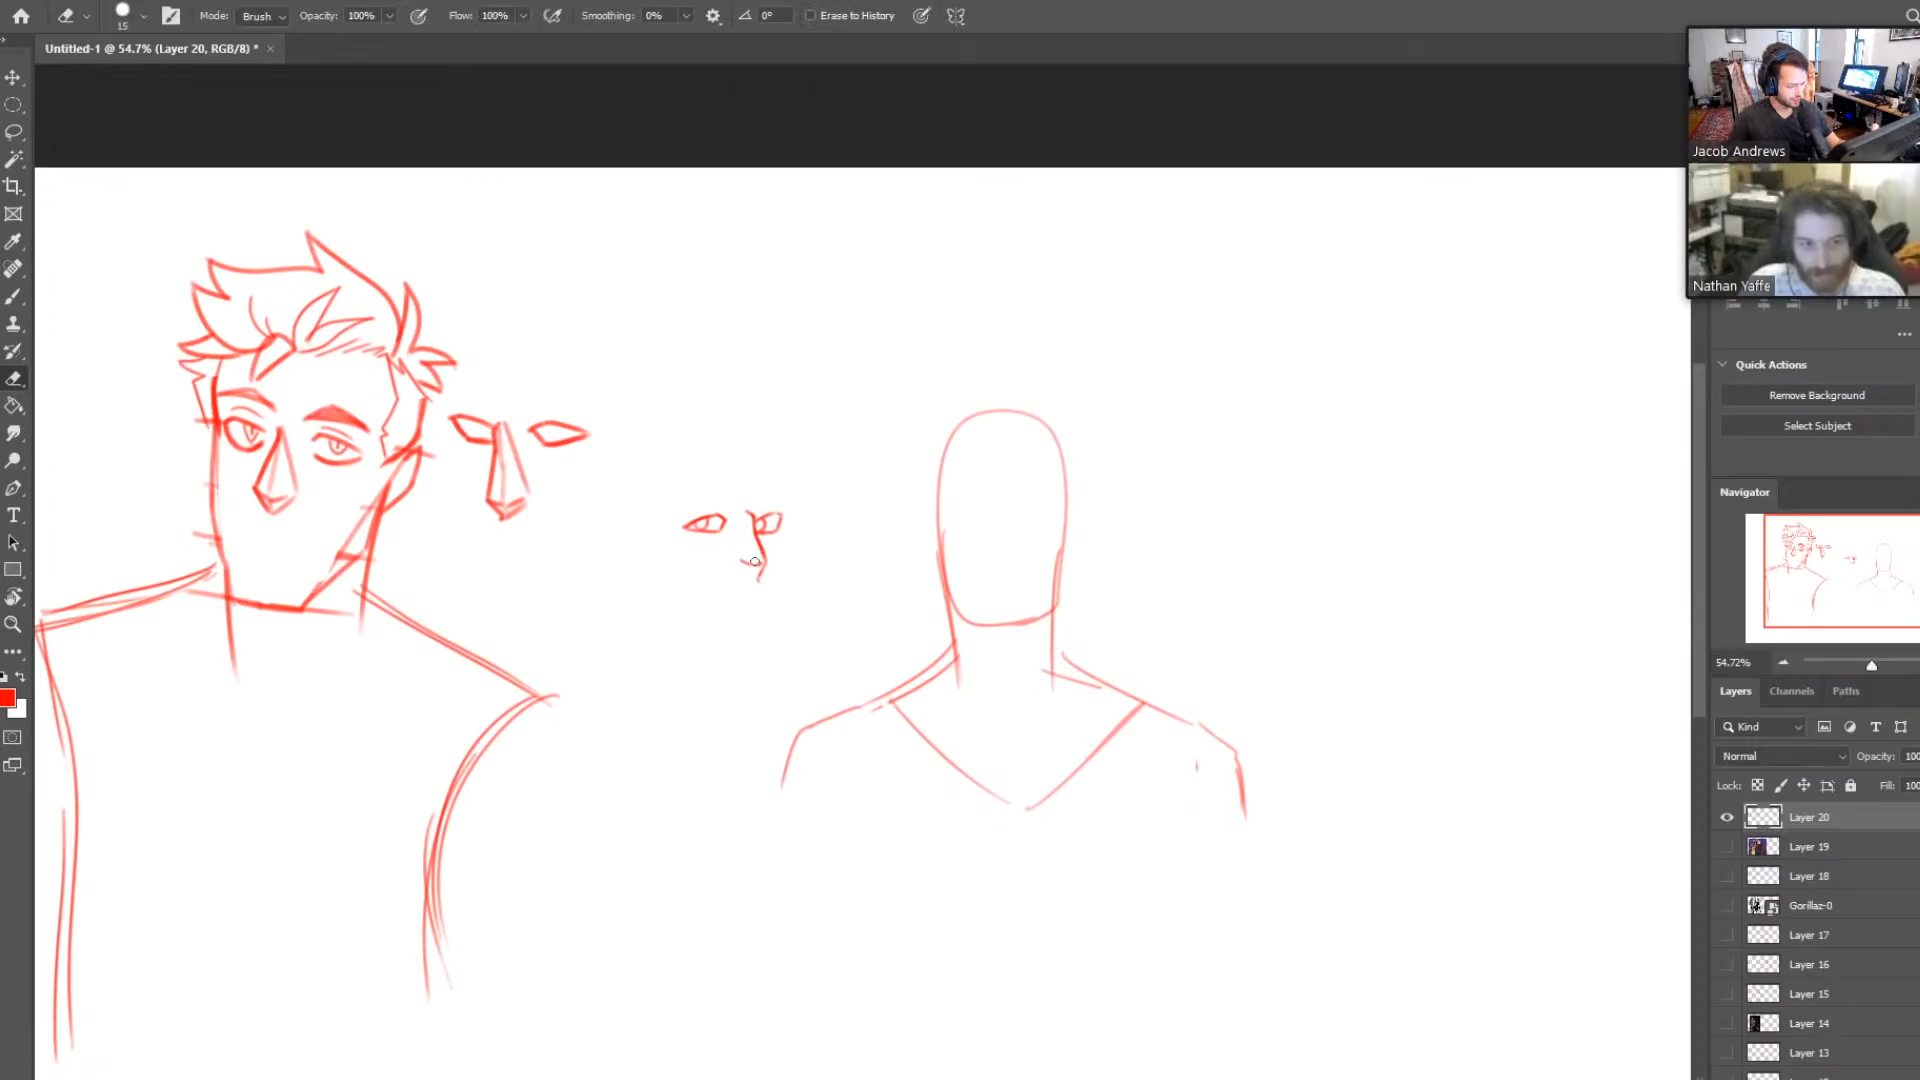 15
Mode: Brush
Opacity: 100%
Flow: 100%
Smoothing: 0%
0°
Erase to History
Untitled-1 @ 54.7% (Layer 20, RGB/8) * ×
Jacob Andrews
Nathan Yaffe
Quick Actions
Remove Background
Select Subject
Navigator
54.72%
Layers Channels Paths
Kind
Normal
Opacity: 100
Lock:
Fill: 100
Layer 20
Layer 19
Layer 18
Gorillaz-0
Layer 17
Layer 16
Layer 15
Layer 14
Layer 13